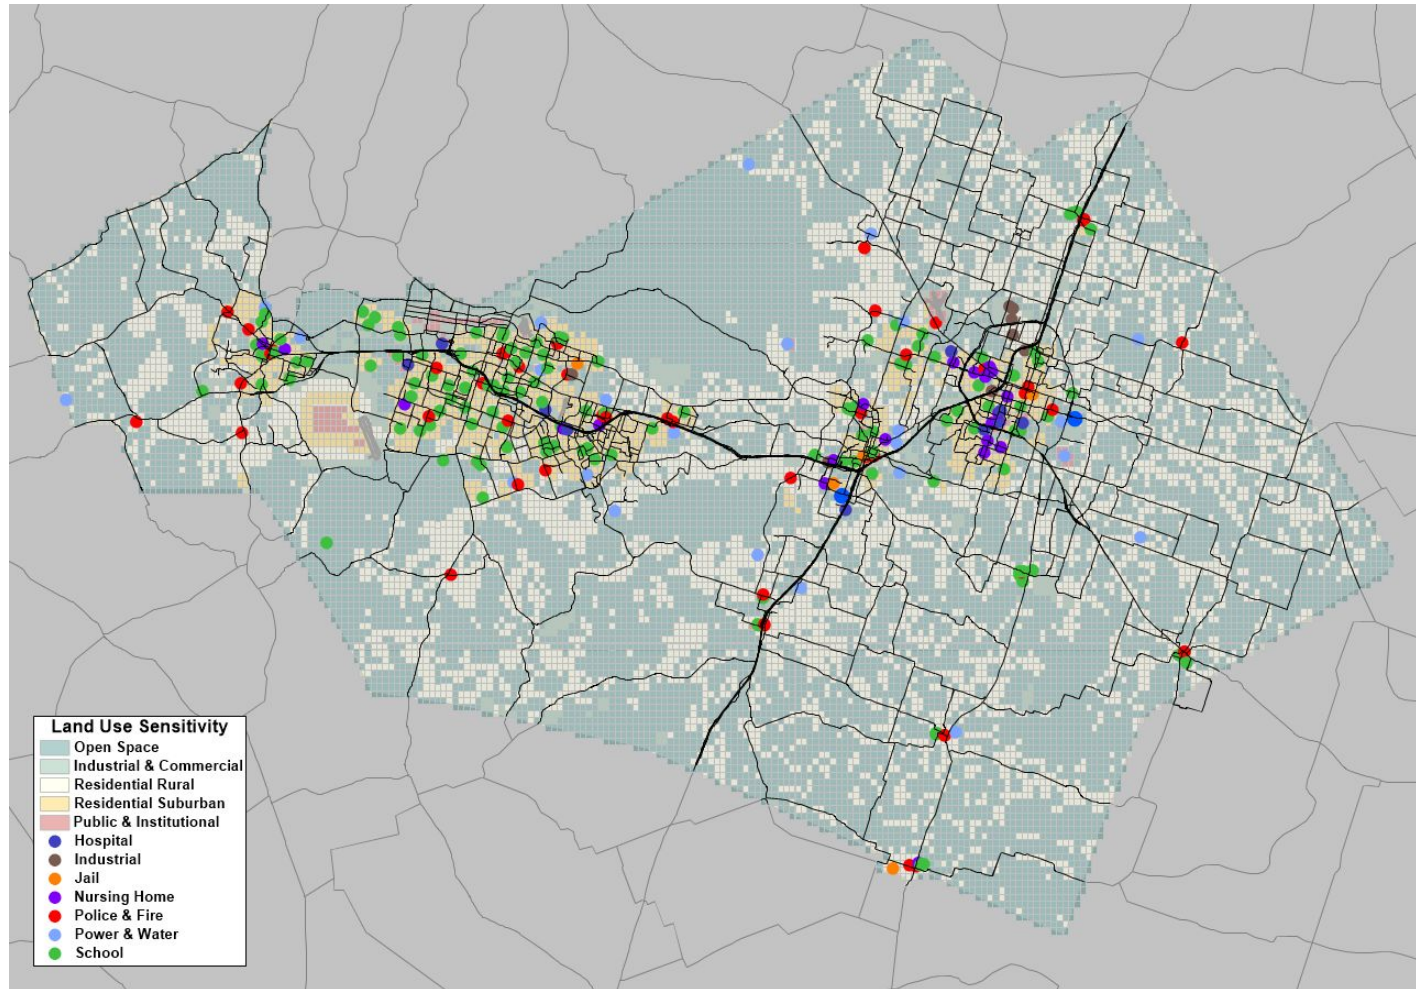 Land Use Sensitivity
Open Space
Industrial & Commercial
Residential Rural
Residential Suburban
Public & Institutional
Hospital
Industrial
Jail
Nursing Home
Police & Fire
Power & Water
School